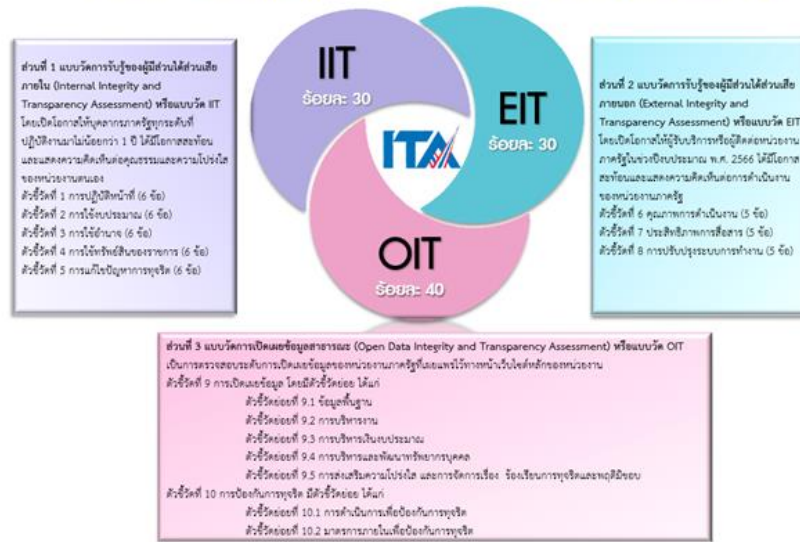 IIT
ร้อยละ 30
EIT
ร้อยละ 30
ITA
OIT
ร้อยละ 40
ส่วนที่ 1 แบบวัดการรับรู้ของผู้มีส่วนได้ส่วนเสีย
ภายใน (Internal Integrity and
Transparency Assessment) หรือแบบวัด IIT
โดยเปิดโอกาสให้บุคลากรภาครัฐทุกระดับที่
ปฏิบัติงานมาไม่น้อยกว่า 1 ปี ได้มีโอกาสสะท้อน
และแสดงความคิดเห็นต่อคุณธรรมและความโปร่งใส
ของหน่วยงานตนเอง
ตัวชี้วัดที่ 1 การปฏิบัติหน้าที่ (6 ข้อ)
ตัวชี้วัดที่ 2 การใช้งบประมาณ (6 ข้อ)
ตัวชี้วัดที่ 3 การใช้อำนาจ (6 ข้อ)
ตัวชี้วัดที่ 4 การใช้ทรัพย์สินของราชการ (6 ข้อ)
ตัวชี้วัดที่ 5 การแก้ไขปัญหาการทุจริต (6 ข้อ)
ส่วนที่ 2 แบบวัดการรับรู้ของผู้มีส่วนได้ส่วนเสีย
ภายนอก (External Integrity and
Transparency Assessment) หรือแบบวัด EIT
โดยเปิดโอกาสให้ผู้รับบริการหรือผู้ติดต่อหน่วยงาน
ภาครัฐในช่วงปีงบประมาณ พ.ศ. 2566 ได้มีโอกาส
สะท้อนและแสดงความคิดเห็นต่อการดำเนินงาน
ของหน่วยงานภาครัฐ
ตัวชี้วัดที่ 6 คุณภาพการดำเนินงาน (5 ข้อ)
ตัวชี้วัดที่ 7 ประสิทธิภาพการสื่อสาร (5 ข้อ)
ตัวชี้วัดที่ 8 การปรับปรุงระบบการทำงาน (5 ข้อ)
ส่วนที่ 3 แบบวัดการเปิดเผยข้อมูลสาธารณะ (Open Data Integrity and Transparency Assessment) หรือแบบวัด OIT
เป็นการตรวจสอบระดับการเปิดเผยข้อมูลของหน่วยงานภาครัฐที่เผยแพร่ไว้ทางหน้าเว็บไซต์หลักของหน่วยงาน
ตัวชี้วัดที่ 9 การเปิดเผยข้อมูล โดยมีตัวชี้วัดย่อย ได้แก่
ตัวชี้วัดย่อยที่ 9.1 ข้อมูลพื้นฐาน
ตัวชี้วัดย่อยที่ 9.2 การบริหารงาน
ตัวชี้วัดย่อยที่ 9.3 การบริหารเงินงบประมาณ
ตัวชี้วัดย่อยที่ 9.4 การบริหารและพัฒนาทรัพยากรบุคคล
ตัวชี้วัดย่อยที่ 9.5 การส่งเสริมความโปร่งใส และการจัดการเรื่อง ร้องเรียนการทุจริตและพฤติมิชอบ
ตัวชี้วัดที่ 10 การป้องกันการทุจริต มีตัวชี้วัดย่อย ได้แก่
ตัวชี้วัดย่อยที่ 10.1 การดำเนินการเพื่อป้องกันการทุจริต
ตัวชี้วัดย่อยที่ 10.2 มาตรการภายในเพื่อป้องกันการทุจริต